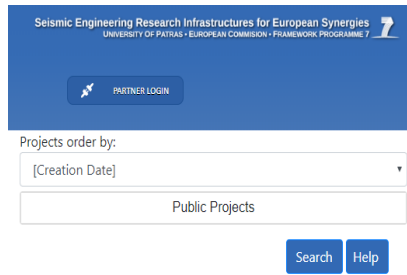 Seismic Engineering Research Infrastructures for European Synergies
UNIVERSITY OF PATRAS • EUROPEAN COMMISION • FRAMEWORK PROGRAMME 7
PARTNER LOGIN
Projects order by:
[Creation Date]
Public Projects
Search Help